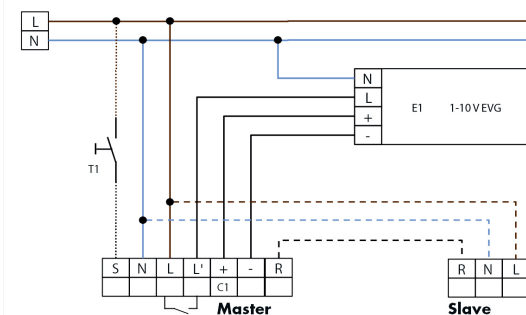 L
N
N
L
+
-
E1 1-10 V EVG
T1
S N L L' + - R
C1
R N L
Master
Slave